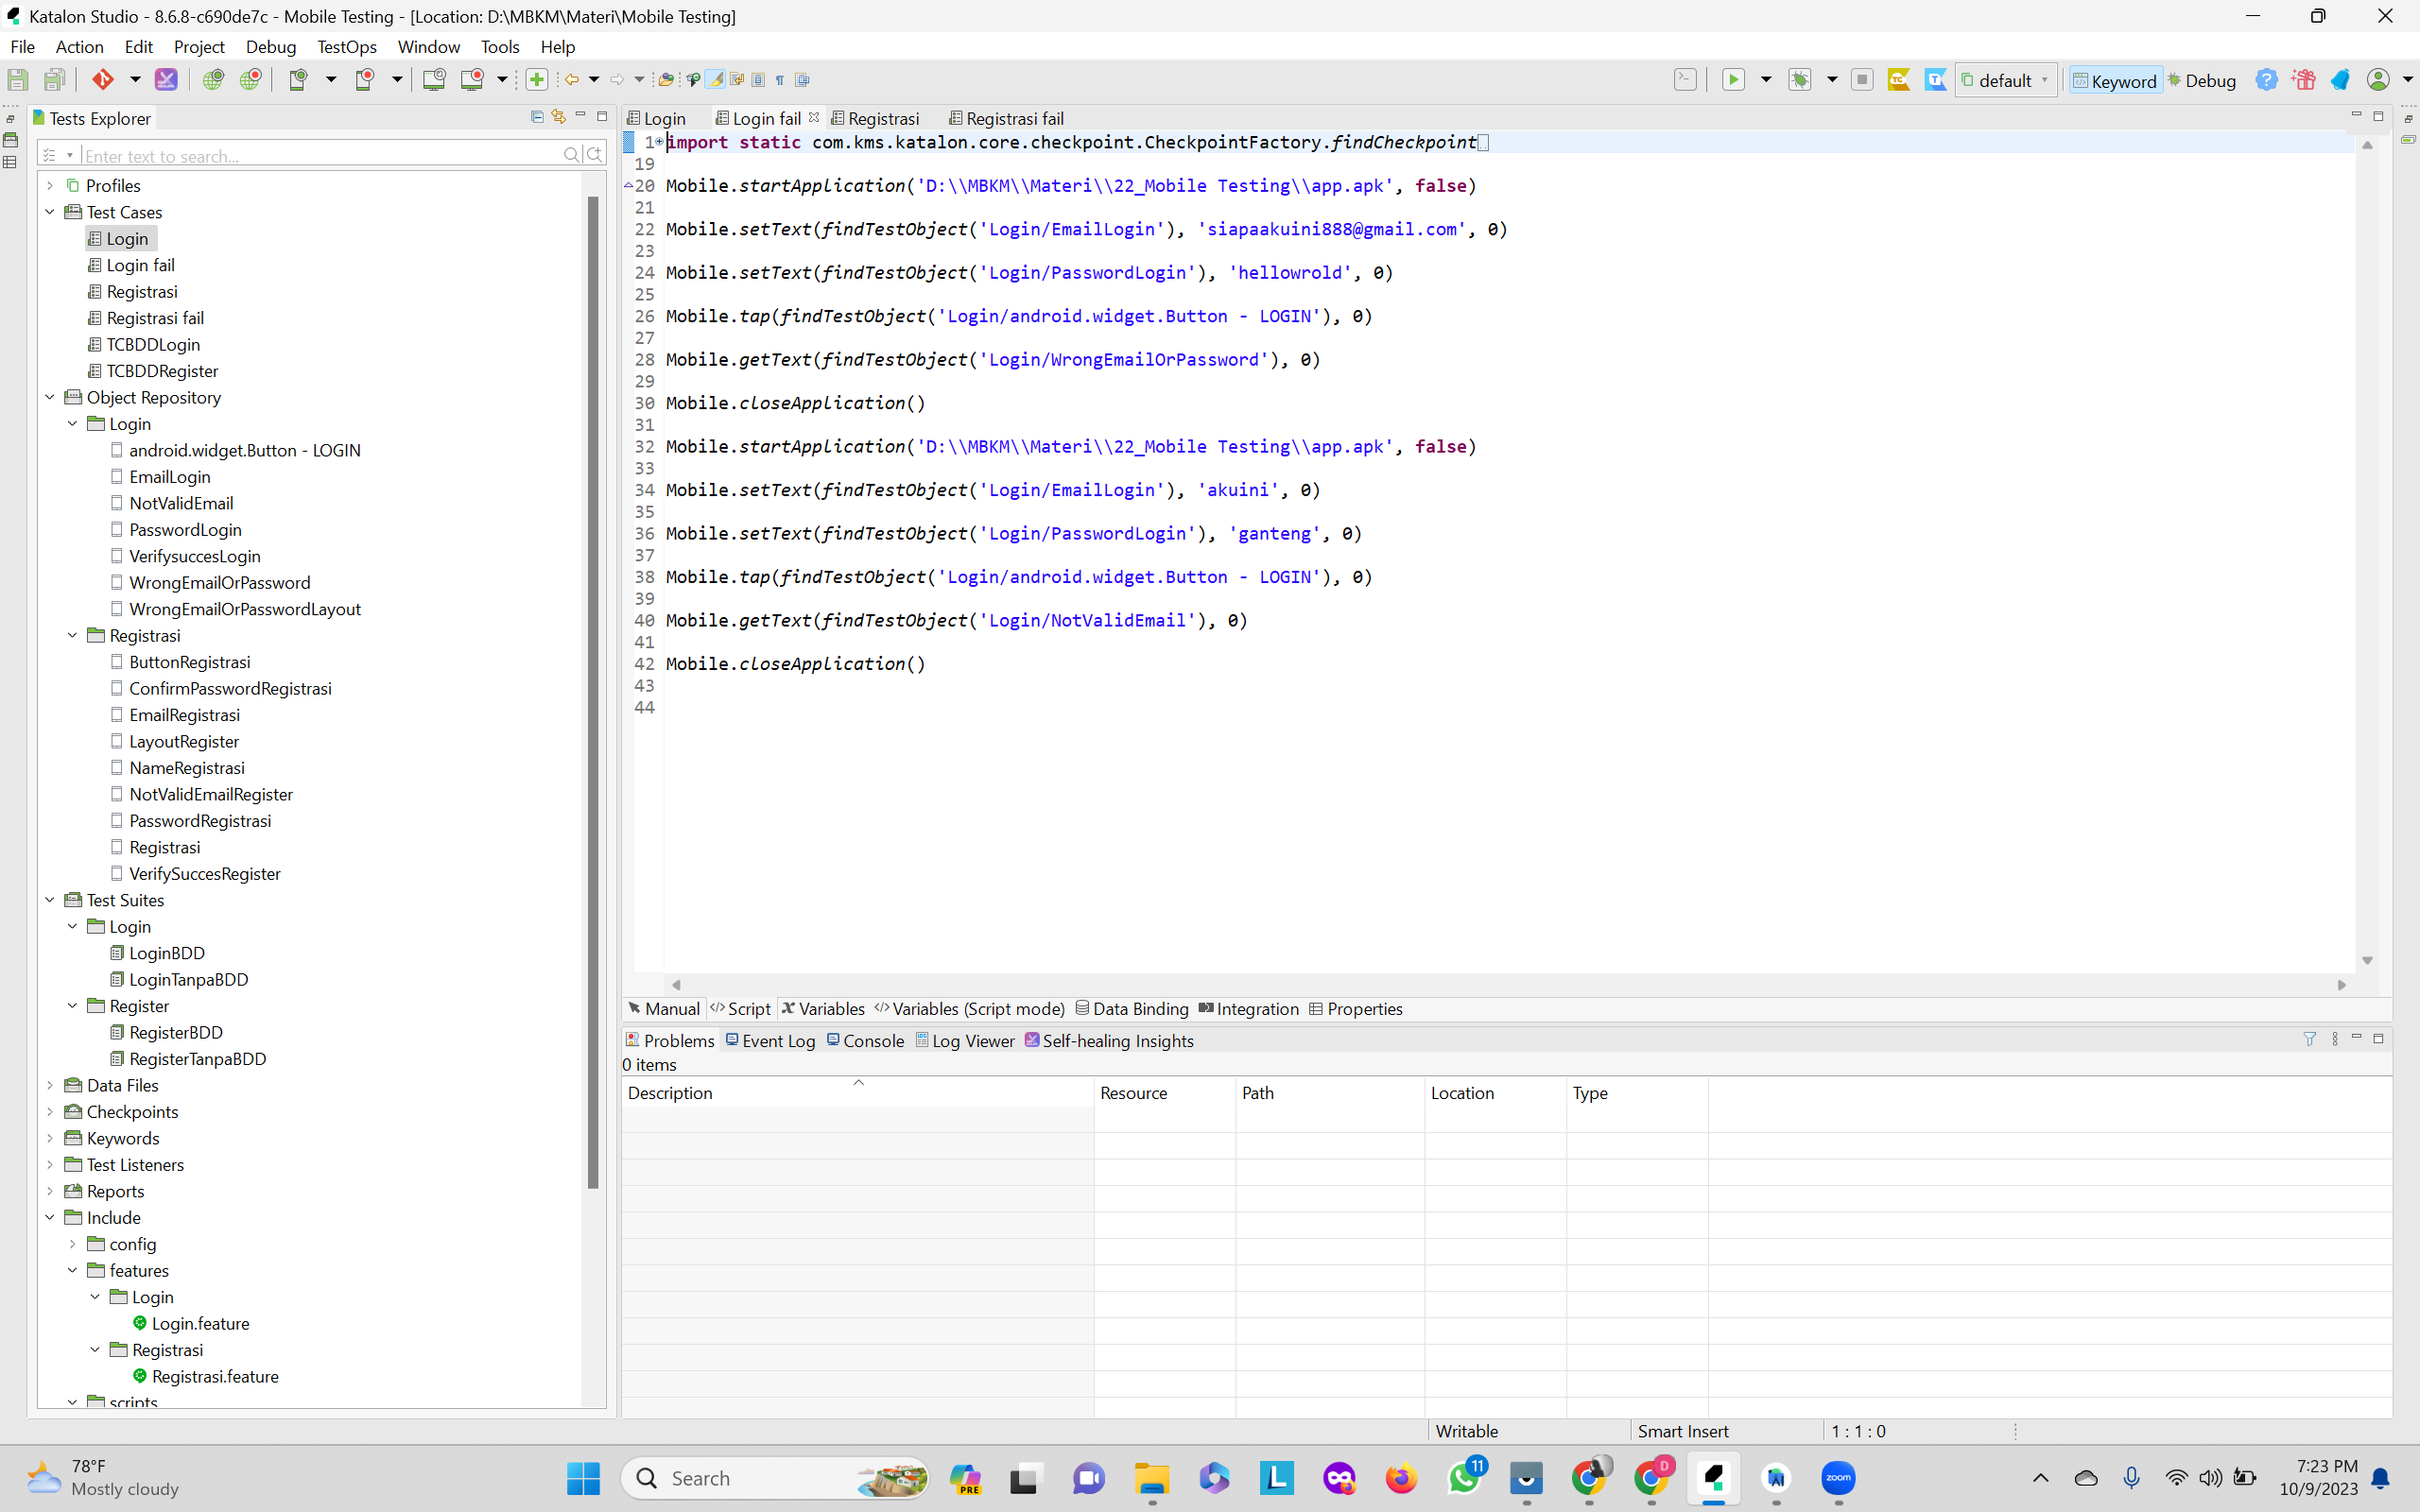 Katalon Studio - 8.6.8-c690de7c - Mobile Testing - [Location: D:\MBKM\Materi\Mobile Testing]
File Action Edit Project Debug TestOps Window Tools Help
default Keyword Debug
Tests Explorer
Enter text to search...
Profiles
Test Cases
Login
Login fail
Registrasi
Registrasi fail
TCBDDLogin
TCBDDRegister
Object Repository
Login
android.widget.Button - LOGIN
EmailLogin
NotValidEmail
PasswordLogin
VerifysuccesLogin
WrongEmailOrPassword
WrongEmailOrPasswordLayout
Registrasi
ButtonRegistrasi
ConfirmPasswordRegistrasi
EmailRegistrasi
LayoutRegister
NameRegistrasi
NotValidEmailRegister
PasswordRegistrasi
Registrasi
VerifySuccesRegister
Test Suites
Login
LoginBDD
LoginTanpaBDD
Register
RegisterBDD
RegisterTanpaBDD
Data Files
Checkpoints
Keywords
Test Listeners
Reports
Include
config
features
Login
Login.feature
Registrasi
Registrasi.feature
scripts
Login Login fail Registrasi Registrasi fail
1 import static com.kms.katalon.core.checkpoint.CheckpointFactory.findCheckpoint
19
20 Mobile.startApplication('D:\\MBKM\\Materi\\22_Mobile Testing\\app.apk', false)
21
22 Mobile.setText(findTestObject('Login/EmailLogin'), 'siapaakuini888@gmail.com', 0)
23
24 Mobile.setText(findTestObject('Login/PasswordLogin'), 'hellowrold', 0)
25
26 Mobile.tap(findTestObject('Login/android.widget.Button - LOGIN'), 0)
27
28 Mobile.getText(findTestObject('Login/WrongEmailOrPassword'), 0)
29
30 Mobile.closeApplication()
31
32 Mobile.startApplication('D:\\MBKM\\Materi\\22_Mobile Testing\\app.apk', false)
33
34 Mobile.setText(findTestObject('Login/EmailLogin'), 'akuini', 0)
35
36 Mobile.setText(findTestObject('Login/PasswordLogin'), 'ganteng', 0)
37
38 Mobile.tap(findTestObject('Login/android.widget.Button - LOGIN'), 0)
39
40 Mobile.getText(findTestObject('Login/NotValidEmail'), 0)
41
42 Mobile.closeApplication()
43
44
Manual Script Variables Variables (Script mode) Data Binding Integration Properties
Problems Event Log Console Log Viewer Self-healing Insights
0 items
Description Resource Path Location Type
Writable Smart Insert 1 : 1 : 0
78°F
Mostly cloudy
Search
PRE
L
11
D
zoom
7:23 PM
10/9/2023